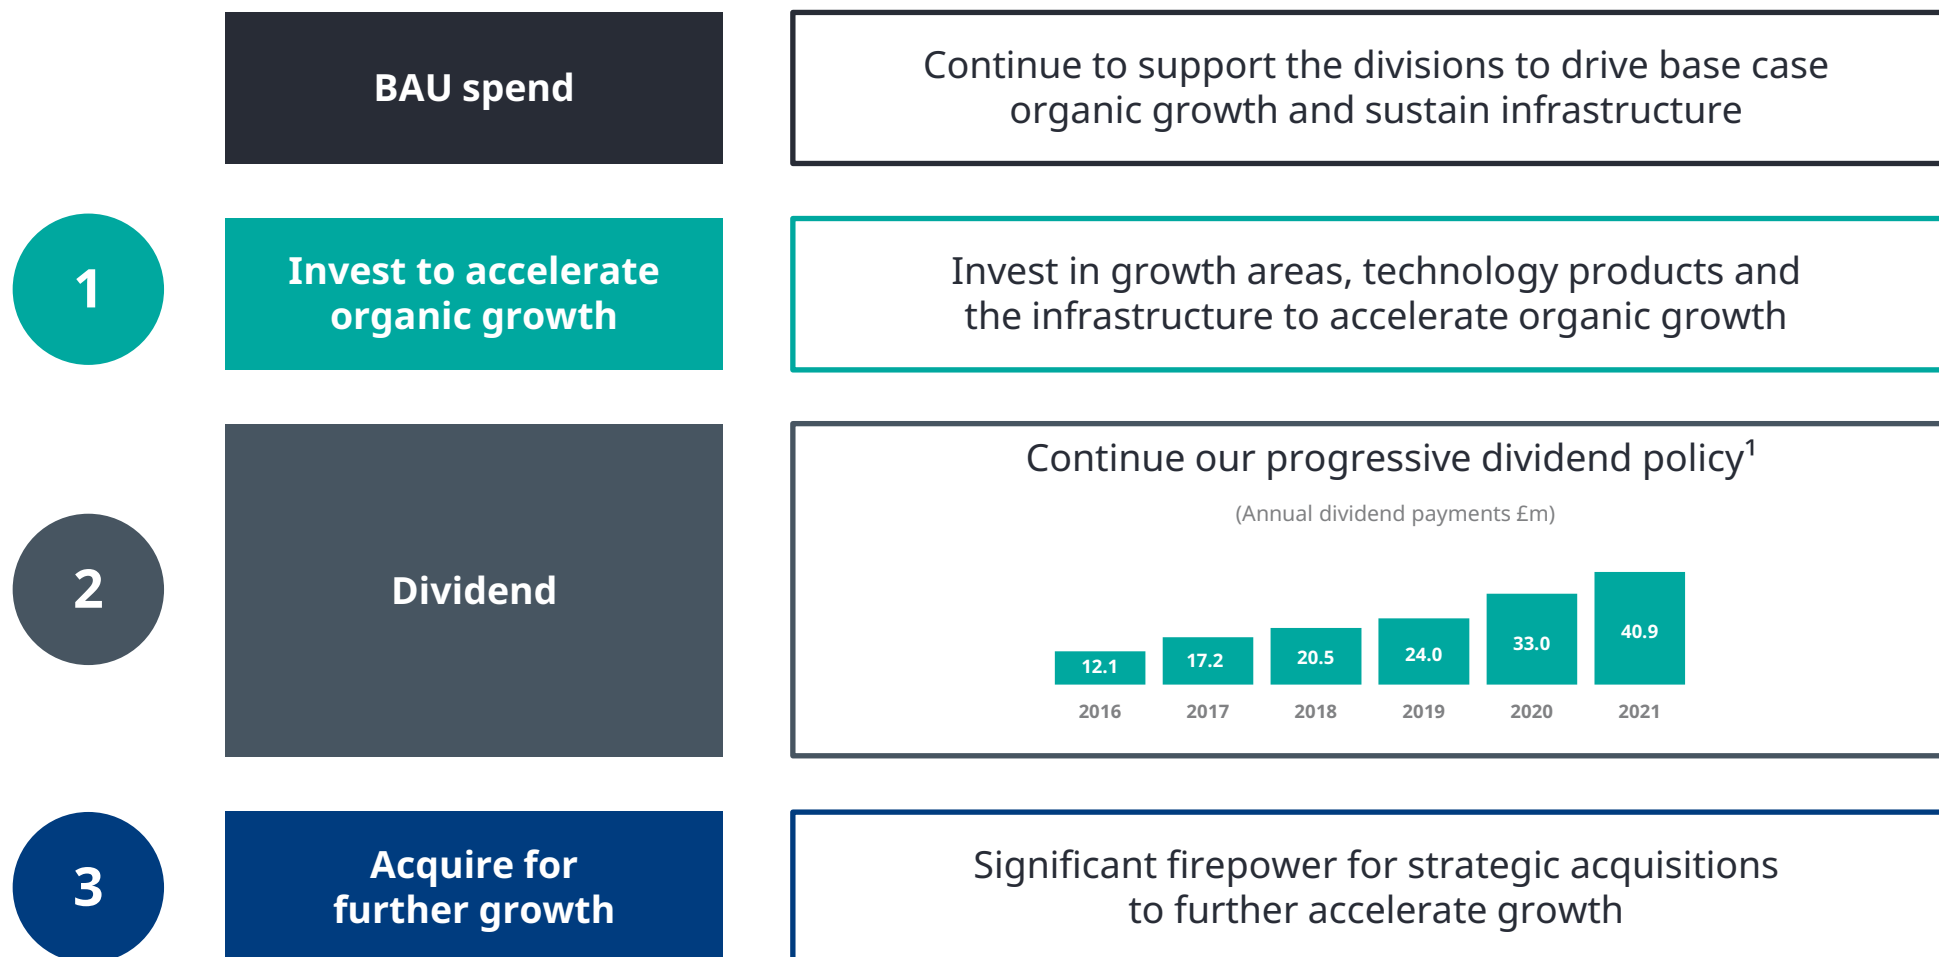 BAU spend
Continue to support the divisions to drive base case
organic growth and sustain infrastructure
1
Invest to accelerate
organic growth
Invest in growth areas, technology products and
the infrastructure to accelerate organic growth
2
Dividend
Continue our progressive dividend policy¹
(Annual dividend payments £m)
12.1 17.2 20.5 24.0 33.0 40.9
2016 2017 2018 2019 2020 2021
3
Acquire for
further growth
Significant firepower for strategic acquisitions
to further accelerate growth